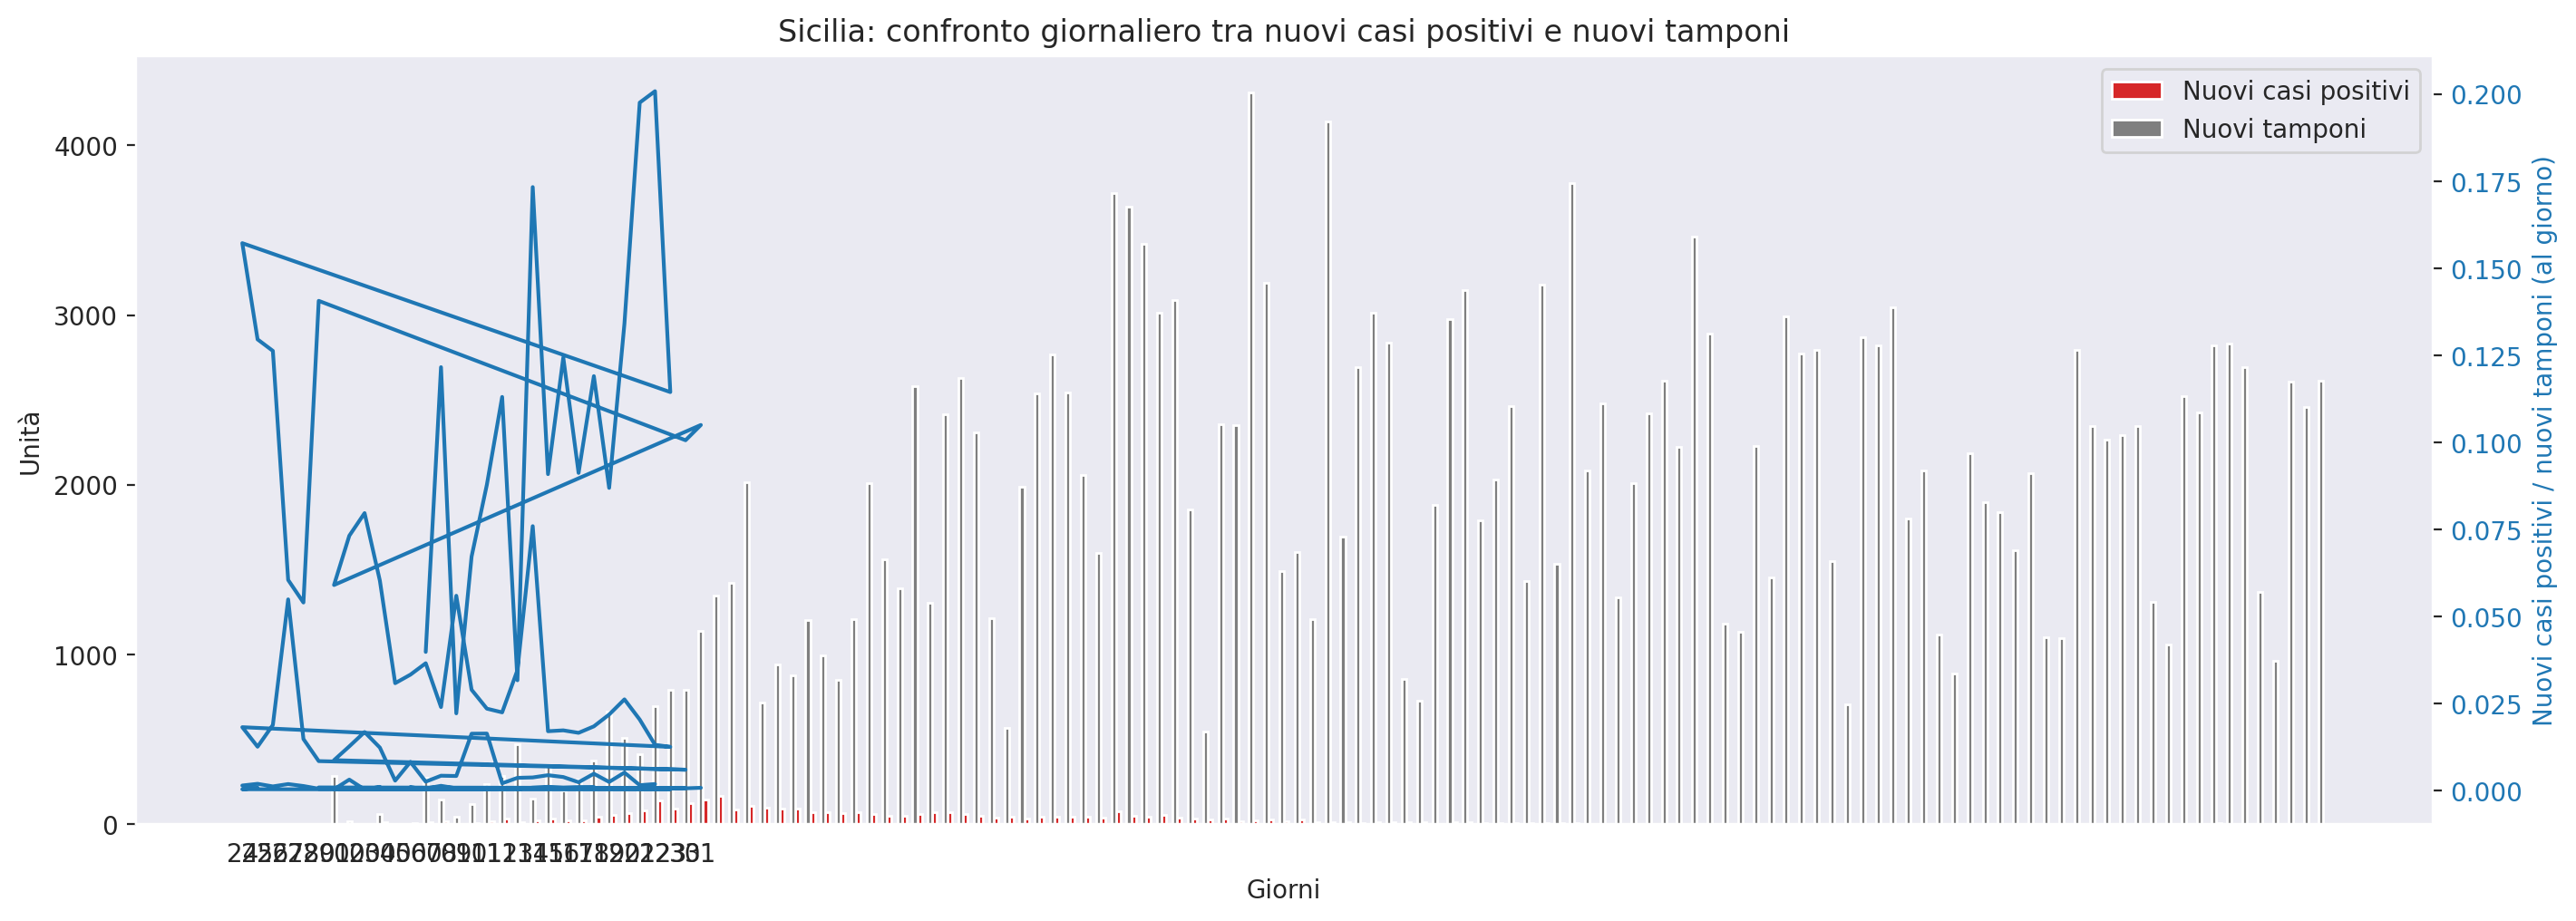 Sicilia: confronto giornaliero tra nuovi casi positivi e nuovi tamponi
Nuovi casi positivi
Nuovi tamponi
4000
3000
2000
1000
0
Unità
0.200
0.175
0.150
0.125
0.100
0.075
0.050
0.025
0.000
Nuovi casi positivi / nuovi tamponi (al giorno)
Giorni